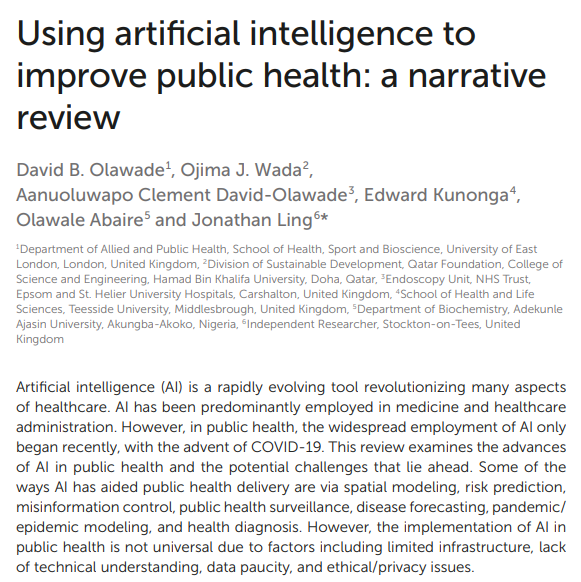 Using artificial intelligence to
improve public health: a narrative
review
David B. Olawade1, Ojima J. Wada2,
Aanuoluwapo Clement David-Olawade3, Edward Kunonga4,
Olawale Abaire5 and Jonathan Ling6*
1Department of Allied and Public Health, School of Health, Sport and Bioscience, University of East
London, London, United Kingdom, 2Division of Sustainable Development, Qatar Foundation, College of
Science and Engineering, Hamad Bin Khalifa University, Doha, Qatar, 3Endoscopy Unit, NHS Trust,
Epsom and St. Helier University Hospitals, Carshalton, United Kingdom, 4School of Health and Life
Sciences, Teesside University, Middlesbrough, United Kingdom, 5Department of Biochemistry, Adekunle
Ajasin University, Akungba-Akoko, Nigeria, 6Independent Researcher, Stockton-on-Tees, United
Kingdom
Artificial intelligence (AI) is a rapidly evolving tool revolutionizing many aspects
of healthcare. AI has been predominantly employed in medicine and healthcare
administration. However, in public health, the widespread employment of AI only
began recently, with the advent of COVID-19. This review examines the advances
of AI in public health and the potential challenges that lie ahead. Some of the
ways AI has aided public health delivery are via spatial modeling, risk prediction,
misinformation control, public health surveillance, disease forecasting, pandemic/
epidemic modeling, and health diagnosis. However, the implementation of AI in
public health is not universal due to factors including limited infrastructure, lack
of technical understanding, data paucity, and ethical/privacy issues.